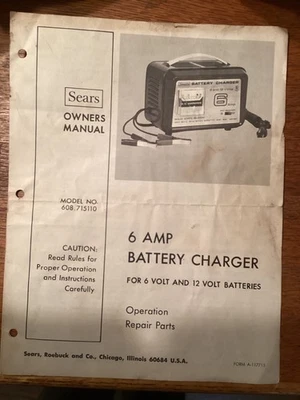 Sears
OWNERS
MANUAL
MODEL NO.
608.715110
CAUTION:
Read Rules for
Proper Operation
and Instructions
Carefully
Sears BATTERY CHARGER
6
6 AMP
BATTERY CHARGER
FOR 6 VOLT AND 12 VOLT BATTERIES
Operation
Repair Parts
Sears, Roebuck and Co., Chicago, Illinois 60684 U.S.A.